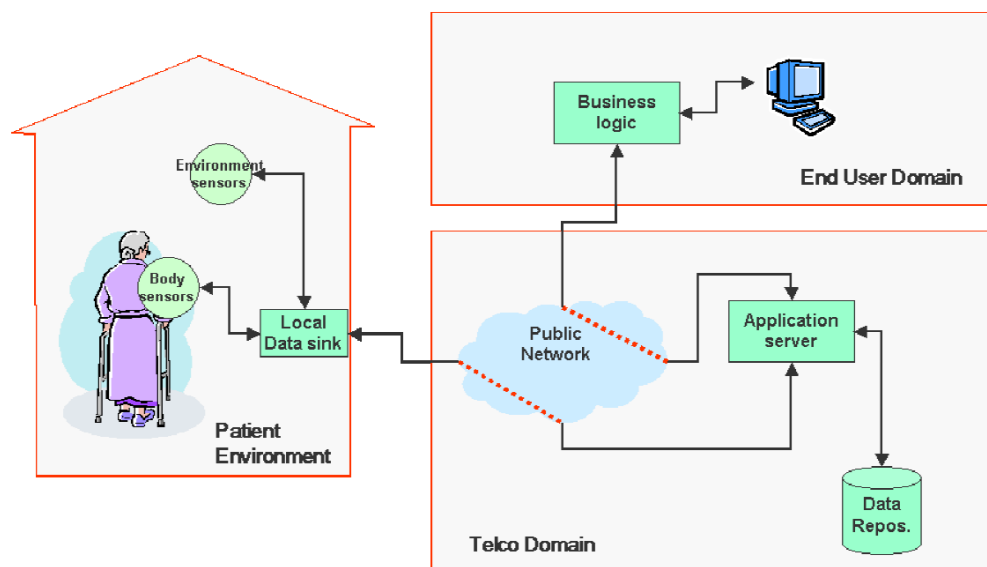 Environment
sensors
Body
sensors
Local
Data sink
Patient
Environment
Business
logic
End User Domain
Public
Network
Application
server
Data
Repos.
Telco Domain